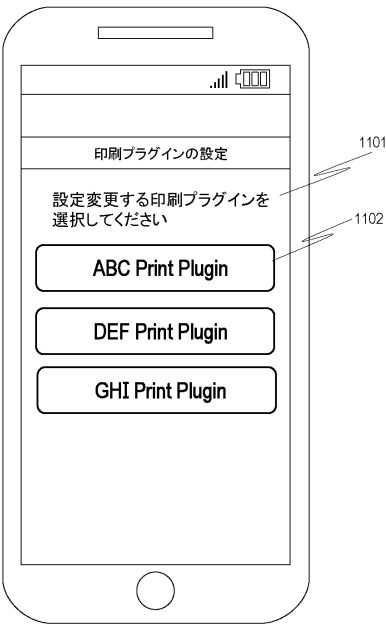 印刷プラグインの設定
1101
設定変更する印刷プラグインを
選択してください
1102
ABC Print Plugin
DEF Print Plugin
GHI Print Plugin